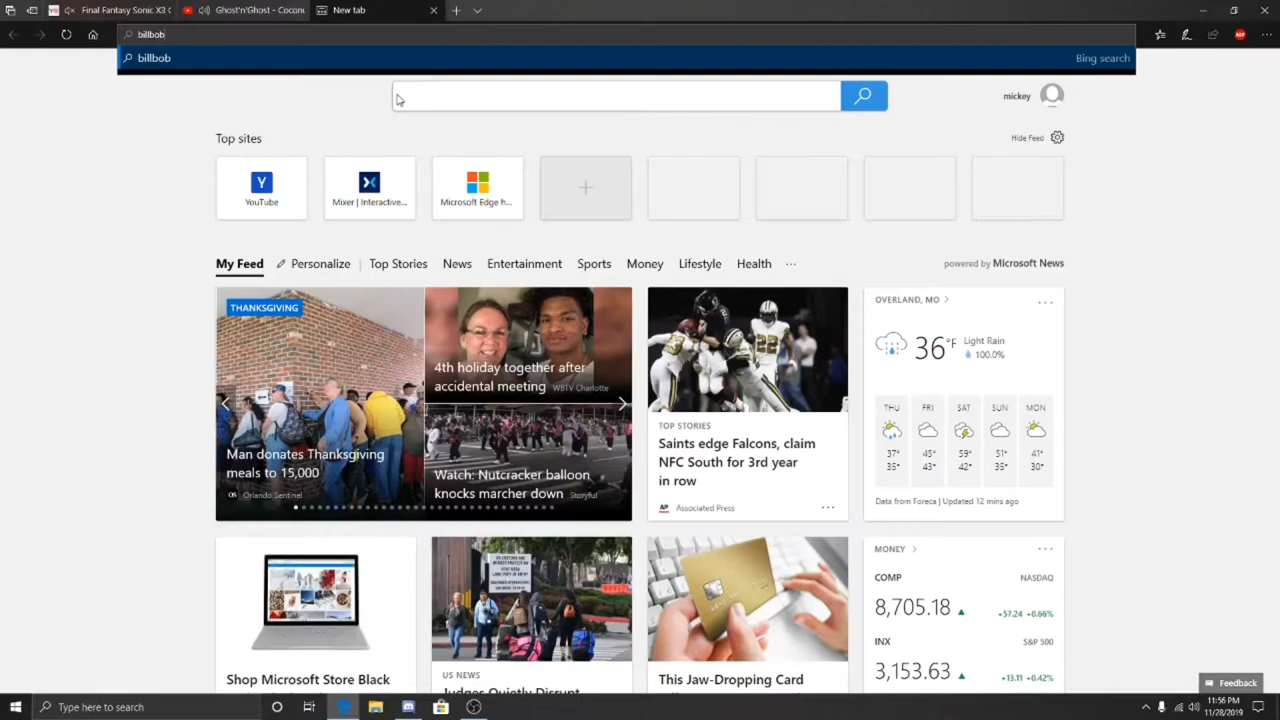 Final Fantasy Sonic X3 (
Ghost'n'Ghost - Coconu
New tab
billbob
billbob
Bing search
mickey
Top sites
Hide Feed
YouTube
Mixer | Interactive...
Microsoft Edge h...
My Feed
Personalize
Top Stories
News
Entertainment
Sports
Money
Lifestyle
Health
powered by Microsoft News
THANKSGIVING
Man donates Thanksgiving
meals to 15,000
OS Orlando Sentinel
4th holiday together after
accidental meeting WBTV Charlotte
Watch: Nutcracker balloon
knocks marcher down Storyful
TOP STORIES
Saints edge Falcons, claim
NFC South for 3rd year
in row
AP Associated Press
OVERLAND, MO
36°F
Light Rain
100.0%
THU FRI SAT SUN MON
37° 45° 59° 51° 41°
35° 43° 42° 35° 30°
Data from Foreca | Updated 12 mins ago
Shop Microsoft Store Black
US NEWS
Judges Quietly Disrupt
This Jaw-Dropping Card
MONEY
COMP NASDAQ
8,705.18 +57.24 +0.66%
INX S&P 500
3,153.63 +13.11 +0.42%
Feedback
Type here to search
11:56 PM
11/28/2019